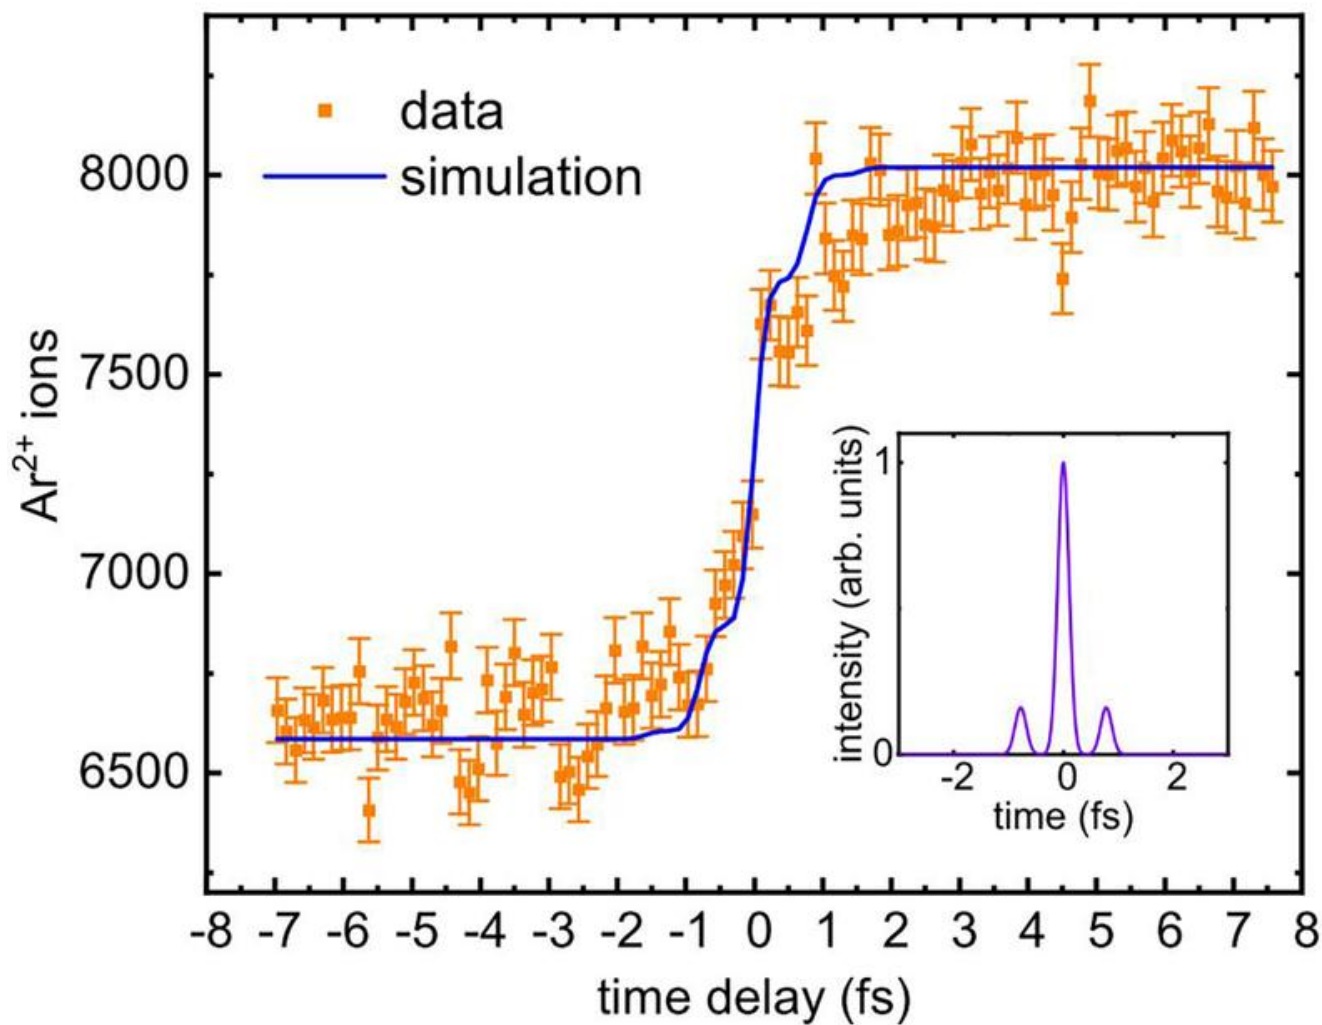 data
simulation
8000
7500
7000
6500
Ar²⁺ ions
intensity (arb. units)
1
0
-2 0 2
time (fs)
-8 -7 -6 -5 -4 -3 -2 -1 0 1 2 3 4 5 6 7 8
time delay (fs)